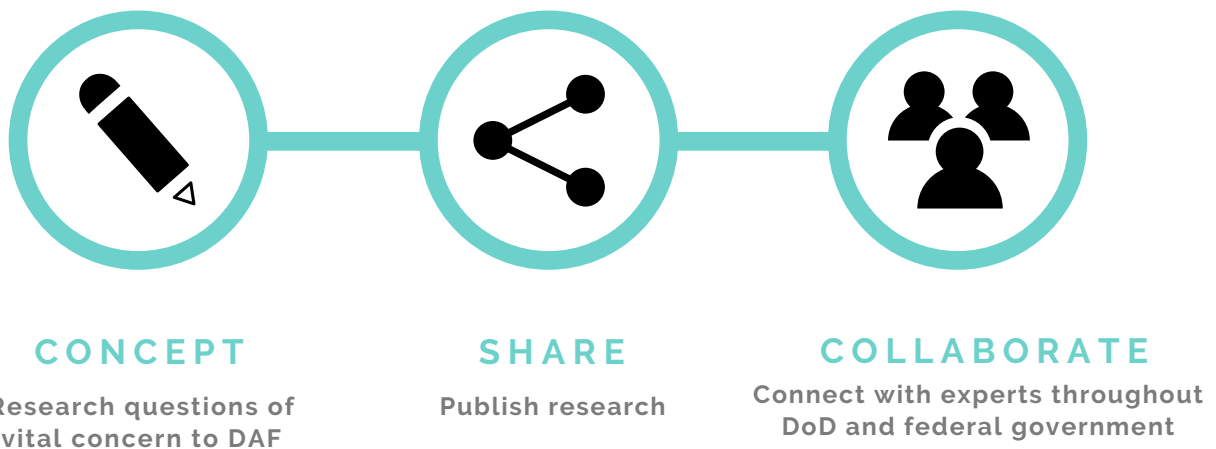 CONCEPT
Research questions of
vital concern to DAF
SHARE
Publish research
COLLABORATE
Connect with experts throughout
DoD and federal government